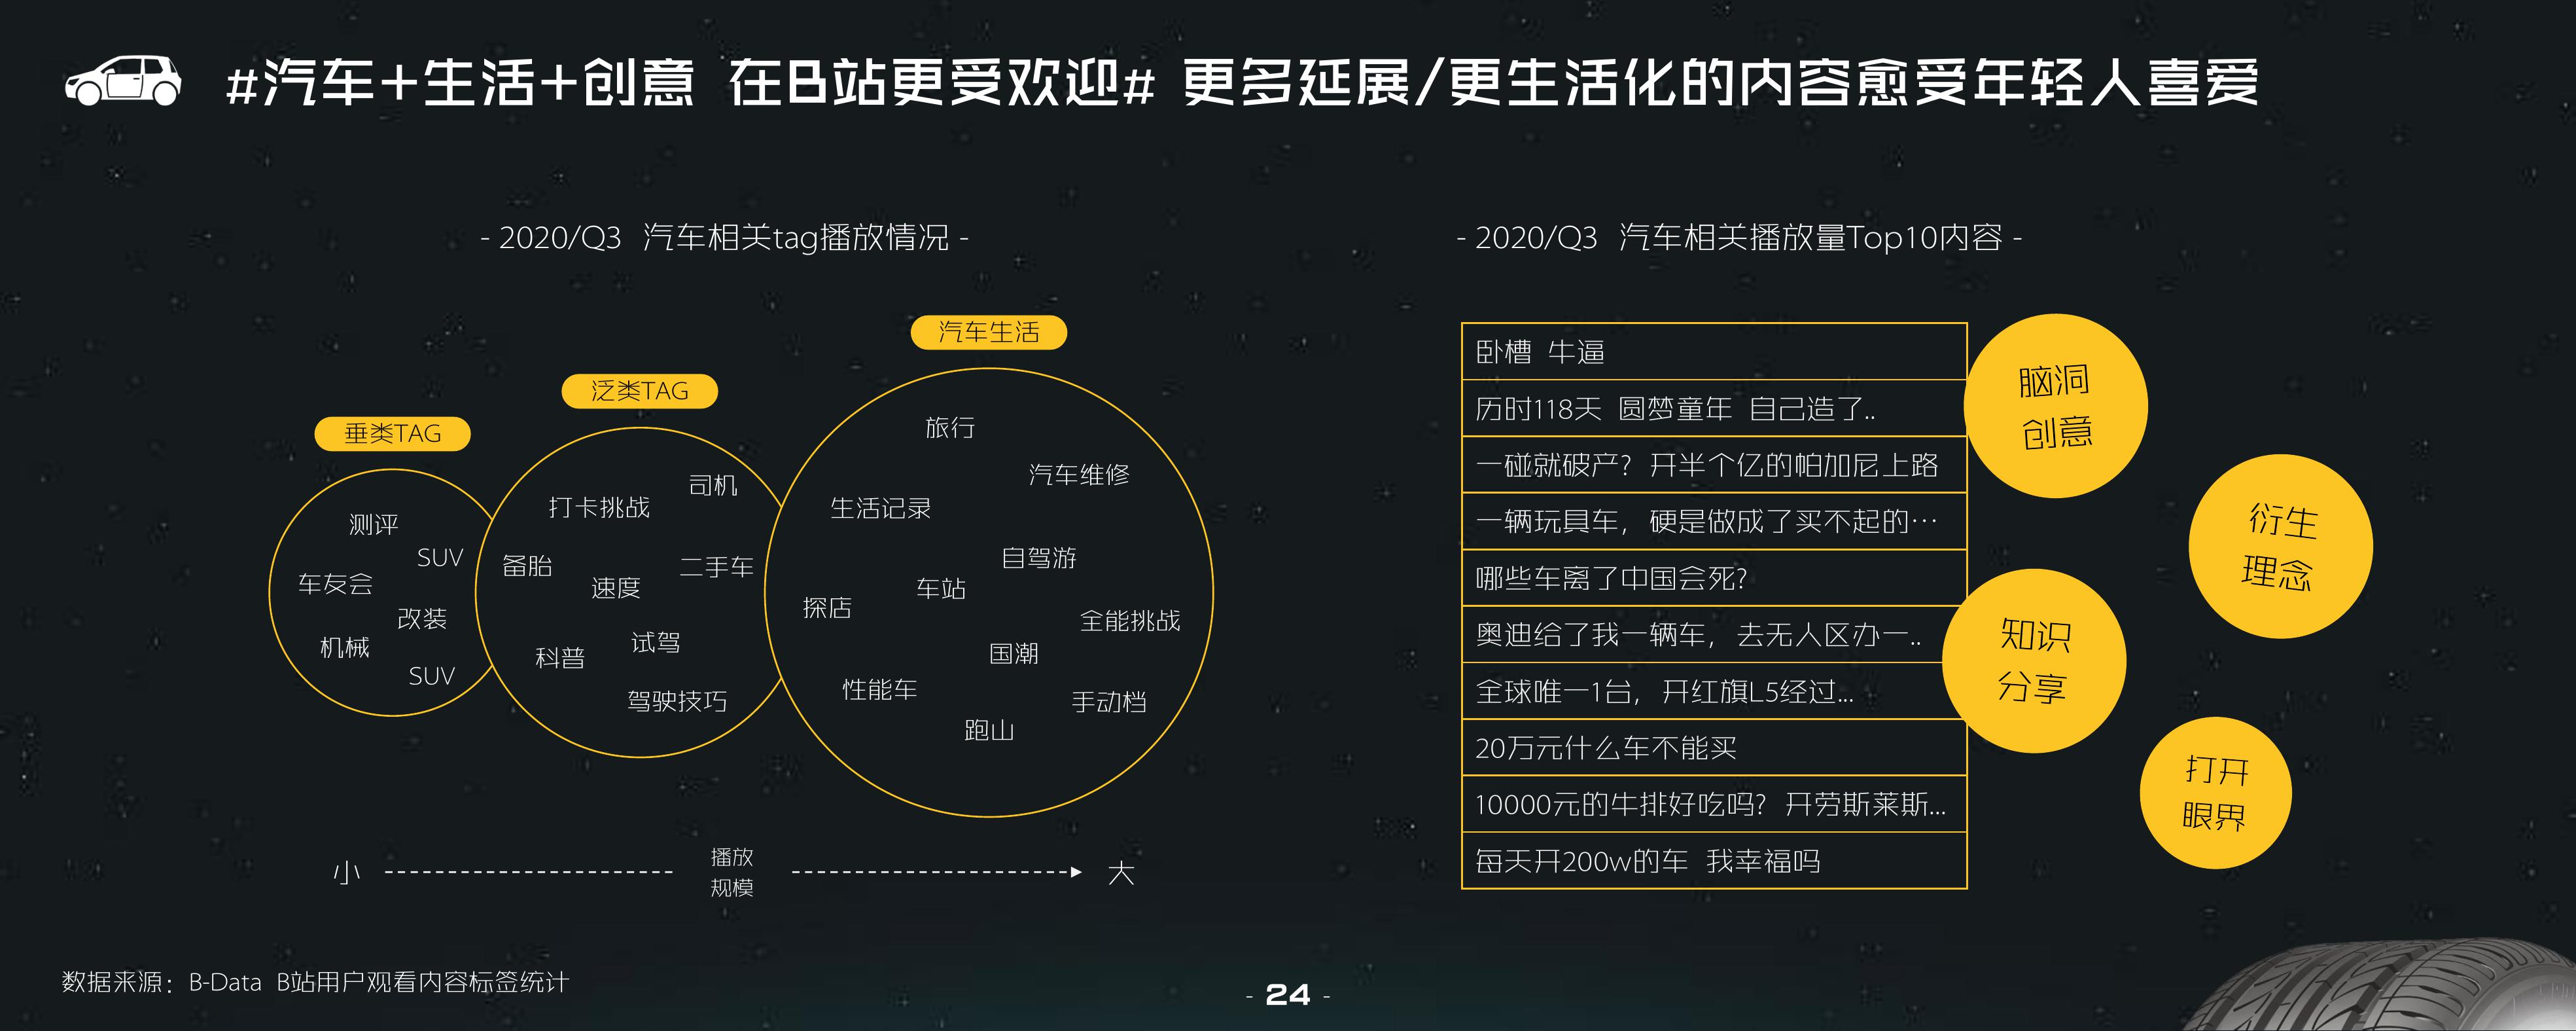 #汽车+生活+创意 在B站更受欢迎# 更多延展/更生活化的内容愈受年轻人喜爱
- 2020/Q3 汽车相关tag播放情况 -
垂类TAG
测评
SUV
车友会
改装
机械
SUV
泛类TAG
司机
打卡挑战
备胎
二手车
速度
试驾
科普
驾驶技巧
汽车生活
旅行
汽车维修
生活记录
自驾游
车站
探店
全能挑战
国潮
性能车
手动档
跑山
小
播放
规模
大
- 2020/Q3 汽车相关播放量Top10内容 -
卧槽 牛逼
历时118天 圆梦童年 自己造了..
一碰就破产? 开半个亿的帕加尼上路
一辆玩具车, 硬是做成了买不起的…
哪些车离了中国会死?
奥迪给了我一辆车, 去无人区办一..
全球唯一1台, 开红旗L5经过...
20万元什么车不能买
10000元的牛排好吃吗? 开劳斯莱斯...
每天开200w的车 我幸福吗
脑洞
创意
衍生
理念
知识
分享
打开
眼界
数据来源: B-Data B站用户观看内容标签统计
- 24 -